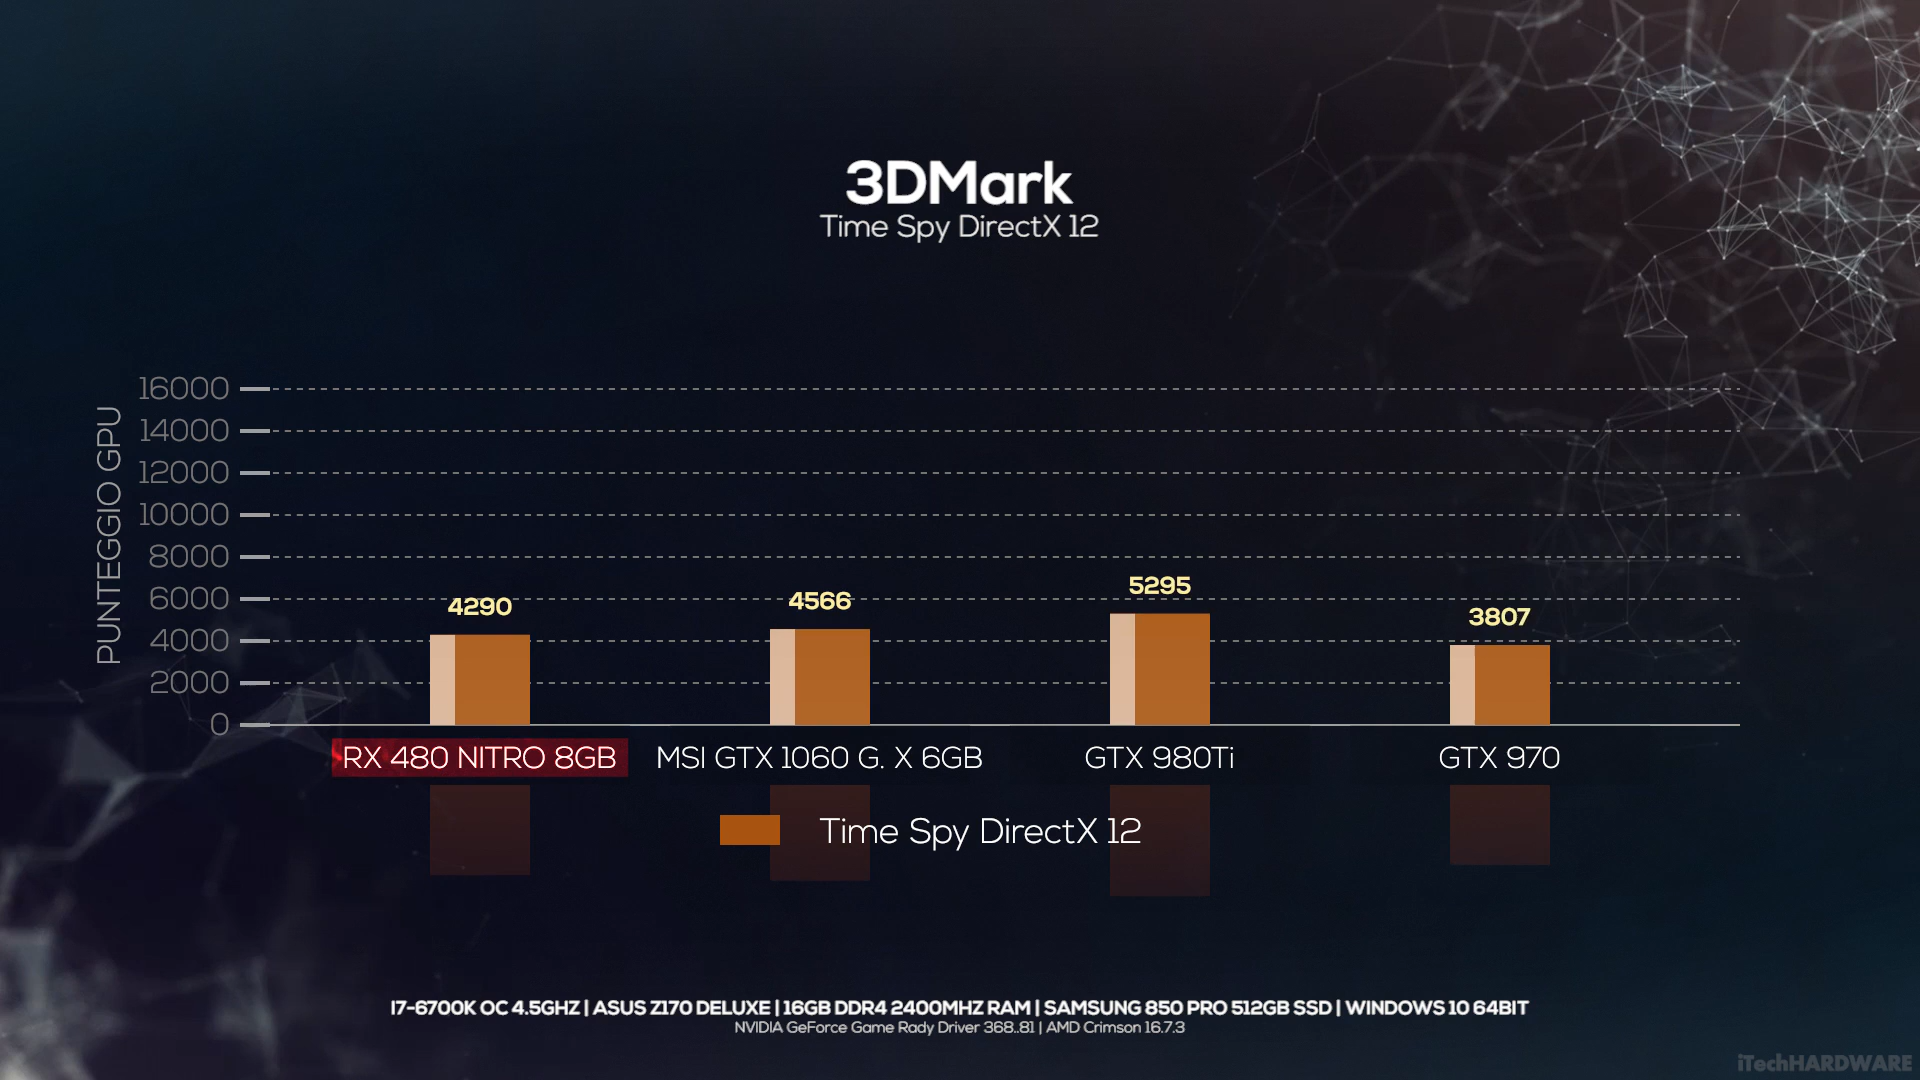 3DMark
Time Spy DirectX 12
PUNTEGGIO GPU
16000
14000
12000
10000
8000
6000
4000
2000
0
4290
4566
5295
3807
RX 480 NITRO 8GB
MSI GTX 1060 G. X 6GB
GTX 980Ti
GTX 970
Time Spy DirectX 12
I7-6700K OC 4.5GHZ | ASUS Z170 DELUXE | 16GB DDR4 2400MHZ RAM | SAMSUNG 850 PRO 512GB SSD | WINDOWS 10 64BIT
NVIDIA GeForce Game Rady Driver 368..81 | AMD Crimson 16.7.3
iTechHARDWARE